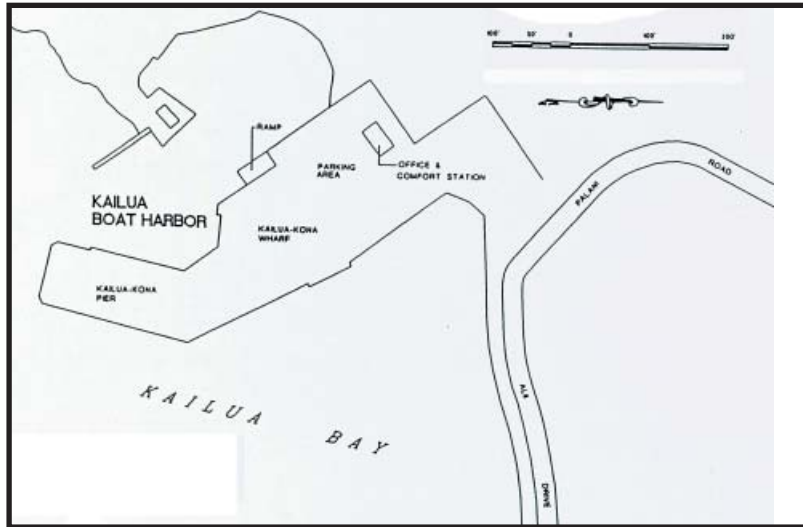 100' 50' 0 100' 200'
RAMP
PARKING
AREA
OFFICE &
COMFORT STATION
PALANI
ROAD
KAILUA
BOAT HARBOR
KAILUA-KONA
WHARF
KAILUA-KONA
PIER
KAILUA BAY
ALII
DRIVE